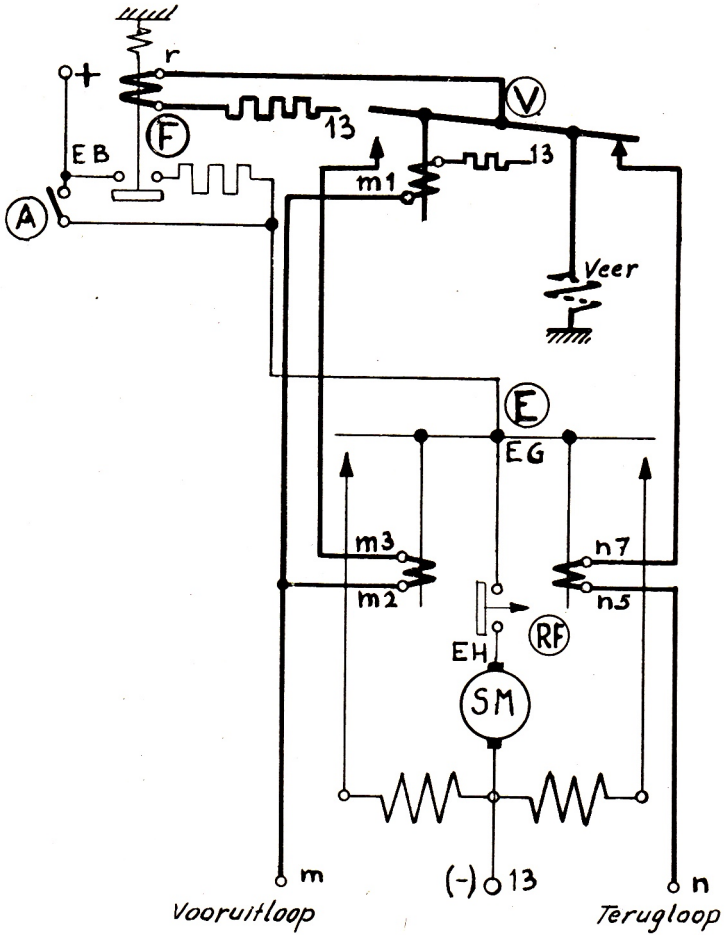 r
+
V
13
F
EB
13
m1
A
Veer
E
EG
m3
n7
m2
n5
RF
EH
SM
m
(-) 13
n
Vooruitloop
Terugloop